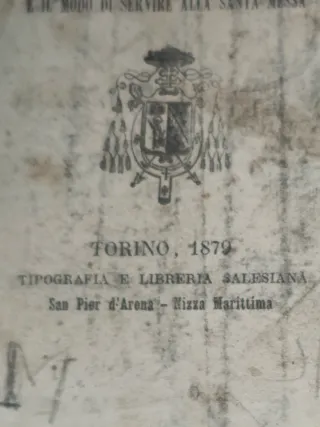 E IL MODO DI SERVIRE ALLA SANTA MESSA
TORINO, 1879
TIPOGRAFIA E LIBRERIA SALESIANA
San Pier d'Arena - Nizza Marittima